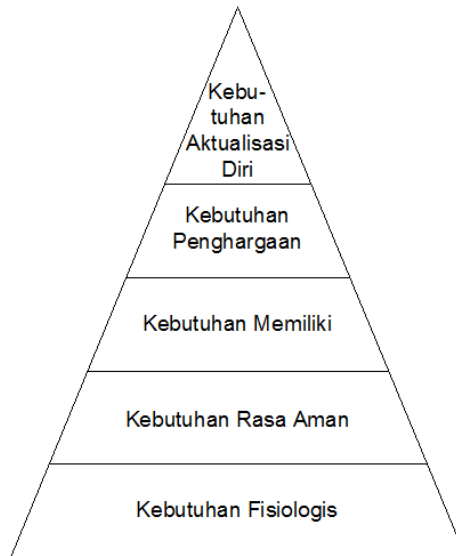 Kebu-
tuhan
Aktualisasi
Diri
Kebutuhan
Penghargaan
Kebutuhan Memiliki
Kebutuhan Rasa Aman
Kebutuhan Fisiologis